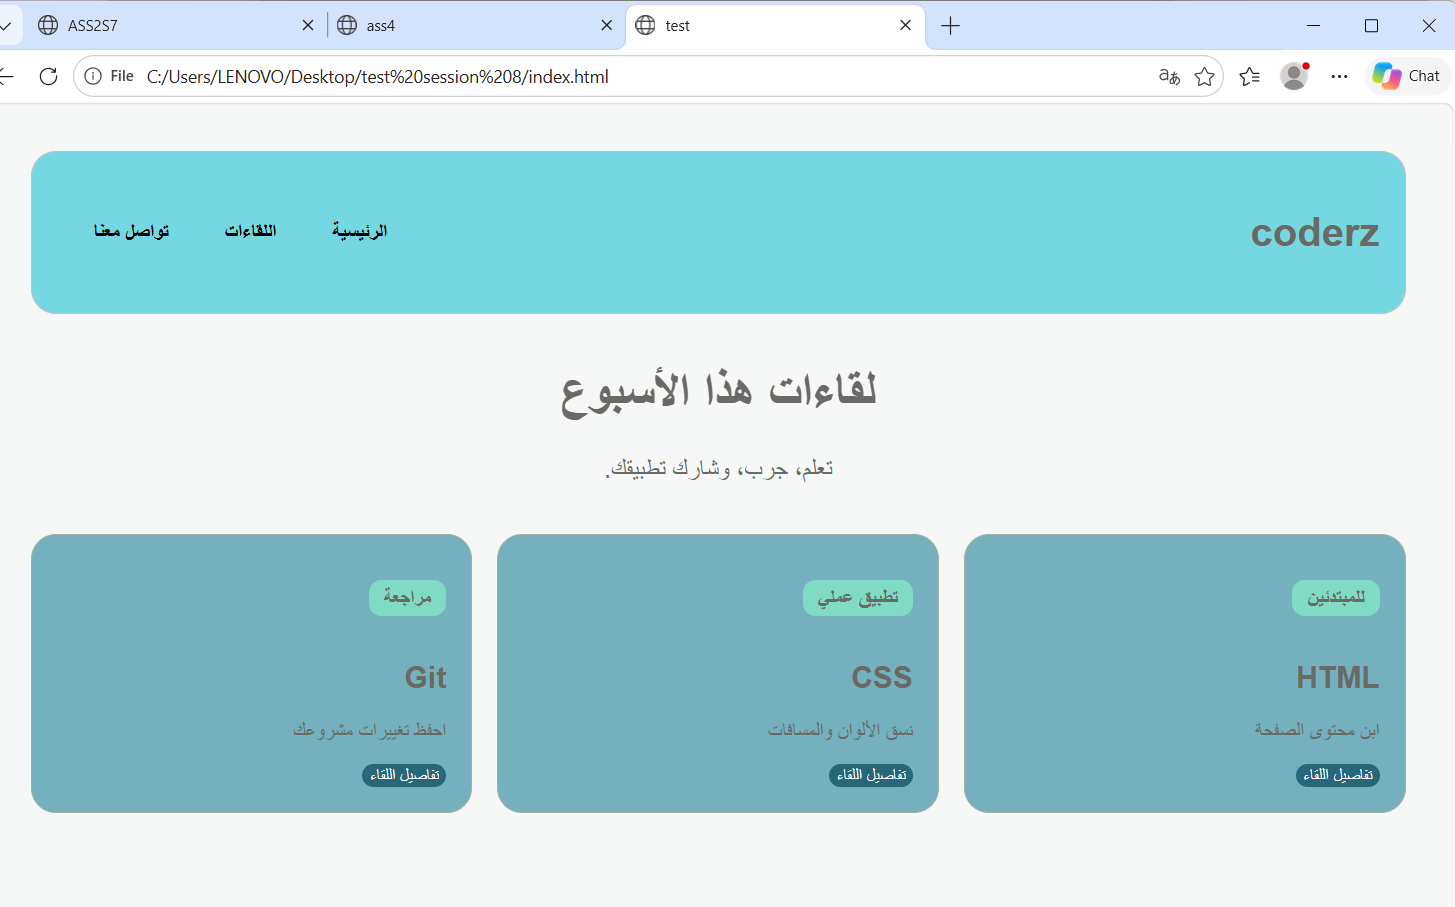 ASS2S7
ass4
test
File C:/Users/LENOVO/Desktop/test%20session%208/index.html
Chat
coderz
الرئيسية
اللقاءات
تواصل معنا
لقاءات هذا الأسبوع
تعلم، جرب، وشارك تطبيقك.
للمبتدئين
HTML
ابن محتوى الصفحة
تفاصيل اللقاء
تطبيق عملي
CSS
نسق الألوان والمسافات
تفاصيل اللقاء
مراجعة
Git
احفظ تغييرات مشروعك
تفاصيل اللقاء